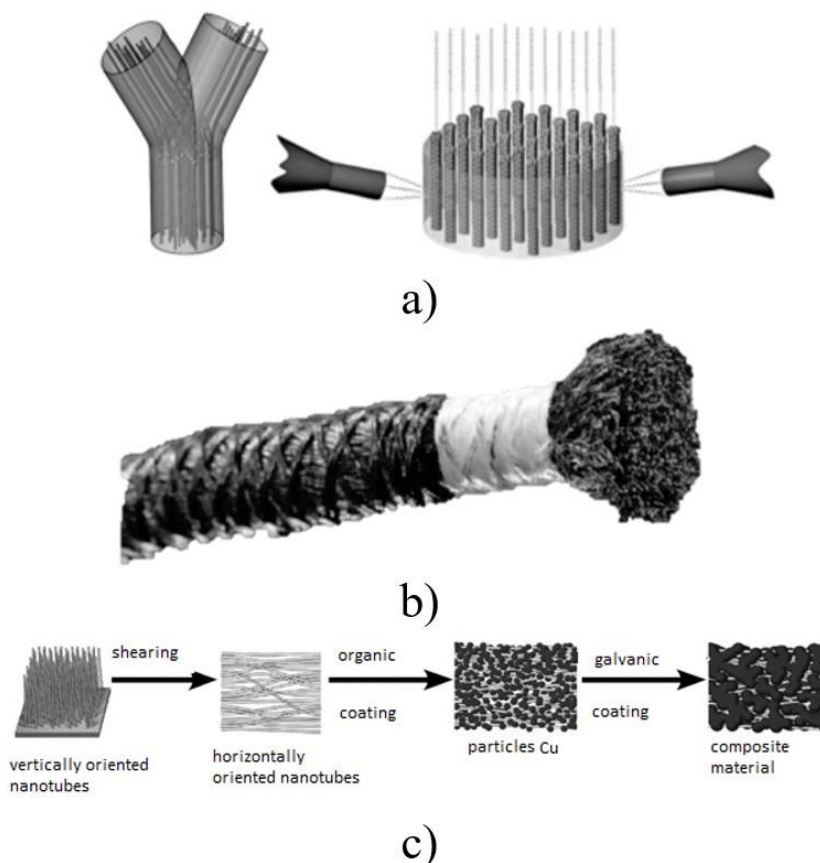 a)
b)
shearing
organic
galvanic
coating
coating
vertically oriented
nanotubes
horizontally
oriented nanotubes
particles Cu
composite
material
c)